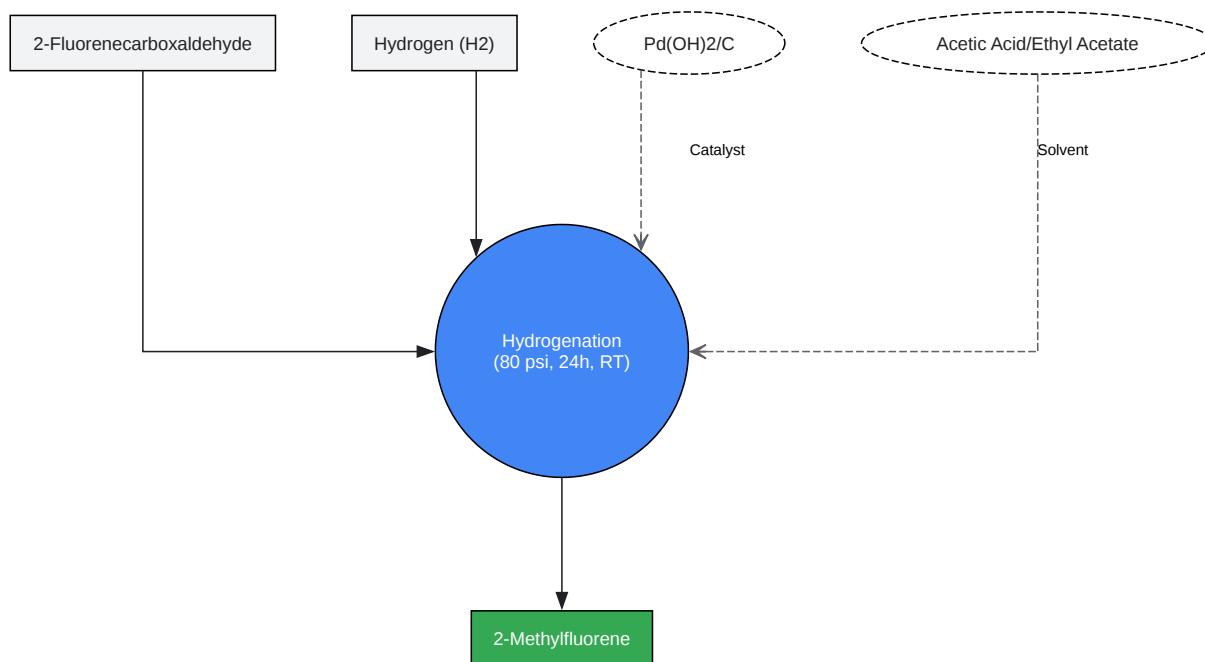 2-Fluorenecarboxaldehyde
Hydrogen (H2)
Pd(OH)2/C
Acetic Acid/Ethyl Acetate
Catalyst
Solvent
Hydrogenation
(80 psi, 24h, RT)
2-Methylfluorene